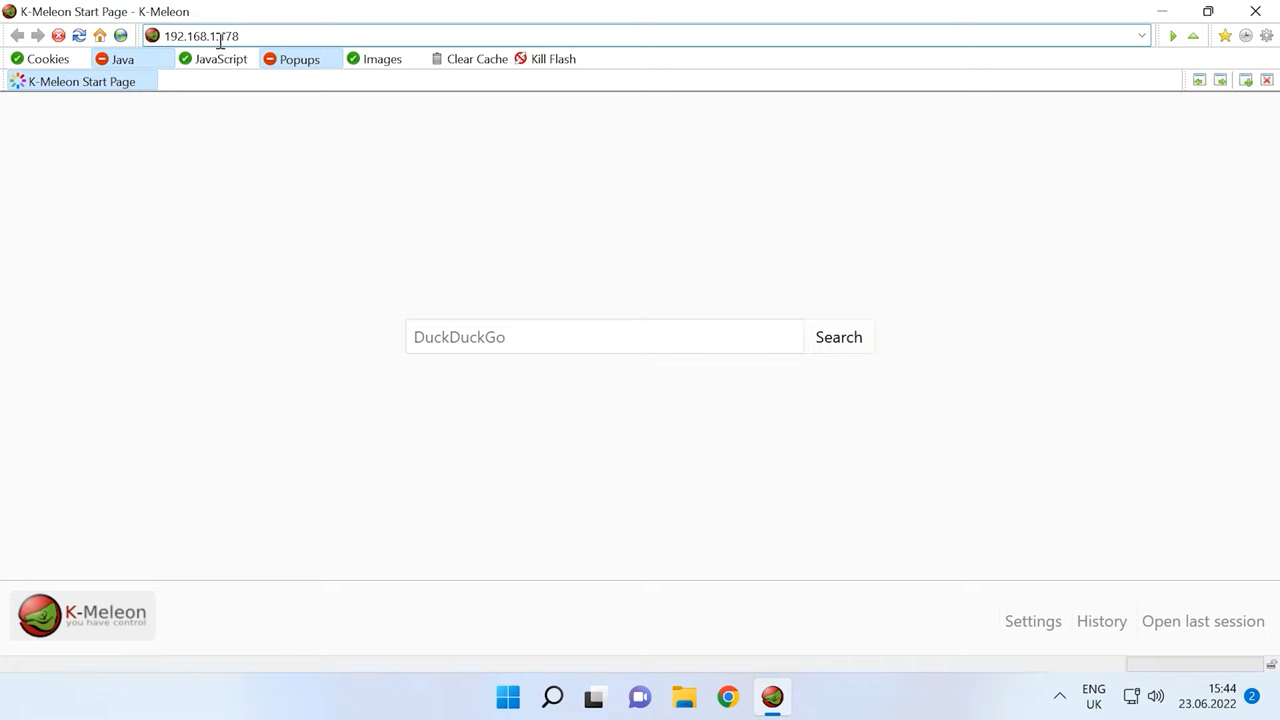 K-Meleon Start Page - K-Meleon
Cookies Java JavaScript Popups Images Clear Cache Kill Flash
K-Meleon Start Page
DuckDuckGo Search
K-Meleon
you have control
Settings History Open last session
ENG 15:44
UK 23.06.2022 2